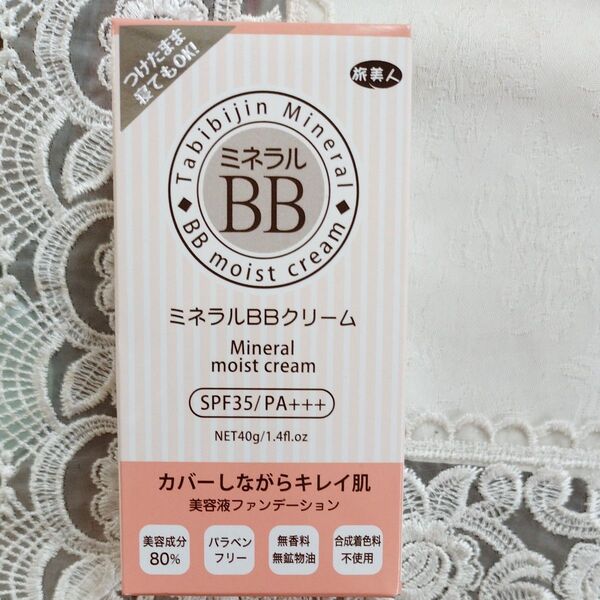 つけたまま
寝てもOK!
旅美人
Tabibijin Mineral
ミネラル
BB
BB moist cream
ミネラルBBクリーム
Mineral
moist cream
SPF35/PA+++
NET40g/1.4fl.oz
カバーしながらキレイ肌
美容液ファンデーション
美容成分
80%
パラベン
フリー
無香料
無鉱物油
合成着色料
不使用